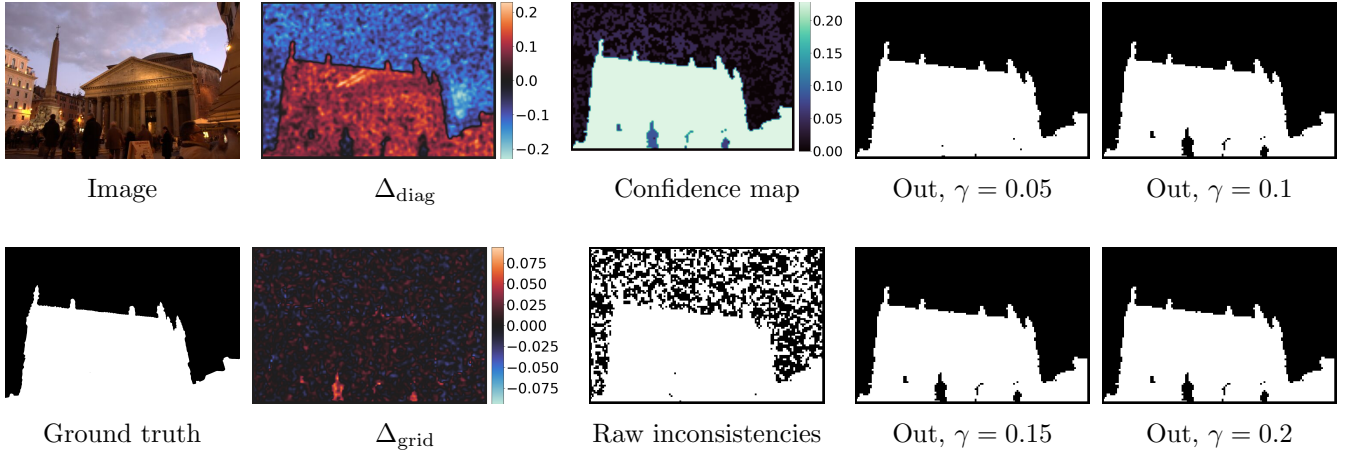 0.2
0.1
0.0
−0.1
−0.2
0.20
0.15
0.10
0.05
0.00
Image
Δdiag
Confidence map
Out, γ = 0.05
Out, γ = 0.1
0.075
0.050
0.025
0.000
−0.025
−0.050
−0.075
Ground truth
Δgrid
Raw inconsistencies
Out, γ = 0.15
Out, γ = 0.2